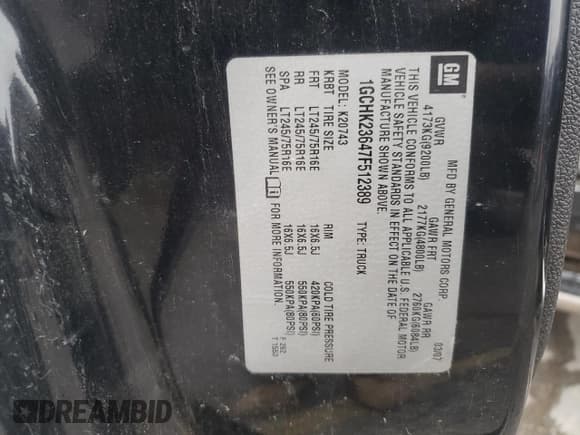 GM
MFD BY GENERAL MOTORS CORP. 03/07
GVWR GAWR FRT GAWR RR
4173KG(9200LB) 2177KG(4800LB) 2760KG(6084LB)
THIS VEHICLE CONFORMS TO ALL APPLICABLE U.S. FEDERAL MOTOR
VEHICLE SAFETY STANDARDS IN EFFECT ON THE DATE OF
MANUFACTURE SHOWN ABOVE.
1GCHK23647F512389 TYPE: TRUCK
MODEL: K20743
KRBT TIRE SIZE RIM COLD TIRE PRESSURE
FRT LT245/75R16E 16X6.5J 420KPA(60PSI)
RR LT245/75R16E 16X6.5J 550KPA(80PSI)
SPA LT245/75R16E 16X6.5J 550KPA(80PSI)
SEE OWNER'S MANUAL FOR MORE INFORMATION. F 292
DREAMBID